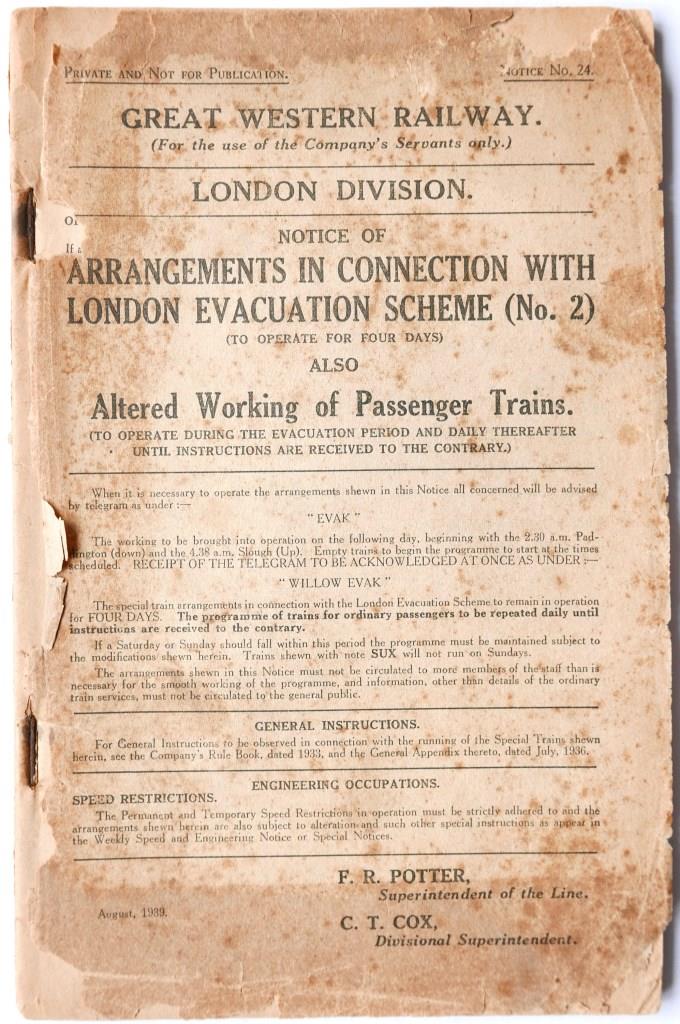 PRIVATE AND NOT FOR PUBLICATION. NOTICE No. 24.
GREAT WESTERN RAILWAY.
(For the use of the Company's Servants only.)
LONDON DIVISION.
NOTICE OF
ARRANGEMENTS IN CONNECTION WITH
LONDON EVACUATION SCHEME (No. 2)
(TO OPERATE FOR FOUR DAYS)
ALSO
Altered Working of Passenger Trains.
(TO OPERATE DURING THE EVACUATION PERIOD AND DAILY THEREAFTER
UNTIL INSTRUCTIONS ARE RECEIVED TO THE CONTRARY.)
When it is necessary to operate the arrangements shewn in this Notice all concerned will be advised
by telegram as under :—
" EVAK "
The working to be brought into operation on the following day, beginning with the 2.30 a.m. Pad-
dington (down) and the 4.38 a.m. Slough (Up). Empty trains to begin the programme to start at the times
scheduled. RECEIPT OF THE TELEGRAM TO BE ACKNOWLEDGED AT ONCE AS UNDER :—
" WILLOW EVAK "
The special train arrangements in connection with the London Evacuation Scheme to remain in operation
for FOUR DAYS. The programme of trains for ordinary passengers to be repeated daily until
instructions are received to the contrary.
If a Saturday or Sunday should fall within this period the programme must be maintained subject to
the modifications shewn herein. Trains shewn with note SUX will not run on Sundays.
The arrangements shewn in this Notice must not be circulated to more members of the staff than is
necessary for the smooth working of the programme, and information, other than details of the ordinary
train services, must not be circulated to the general public.
GENERAL INSTRUCTIONS.
For General Instructions to be observed in connection with the running of the Special Trains shewn
herein, see the Company's Rule Book, dated 1933, and the General Appendix thereto, dated July, 1936.
ENGINEERING OCCUPATIONS.
SPEED RESTRICTIONS.
The Permanent and Temporary Speed Restrictions in operation must be strictly adhered to and the
arrangements shewn herein are also subject to alteration and such other special instructions as appear in
the Weekly Speed and Engineering Notice or Special Notices.
F. R. POTTER,
Superintendent of the Line.
C. T. COX,
Divisional Superintendent.
August, 1939.